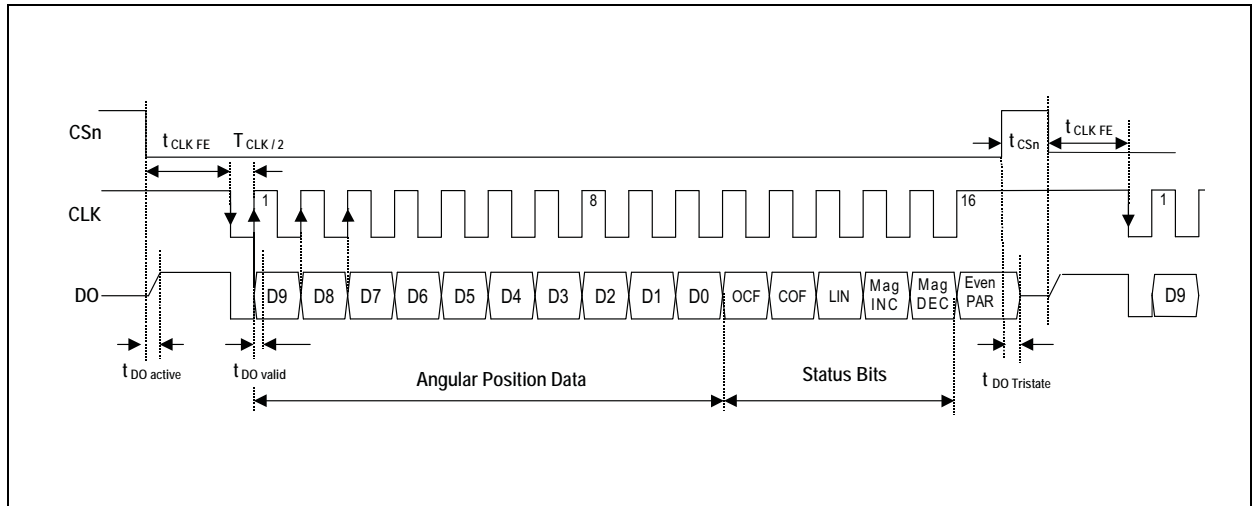 CSn
t CLK FE
T CLK / 2
t CSn
t CLK FE
CLK
1
8
16
1
DO
D9
D8
D7
D6
D5
D4
D3
D2
D1
D0
OCF
COF
LIN
Mag INC
Mag DEC
Even PAR
D9
t DO active
t DO valid
Angular Position Data
Status Bits
t DO Tristate